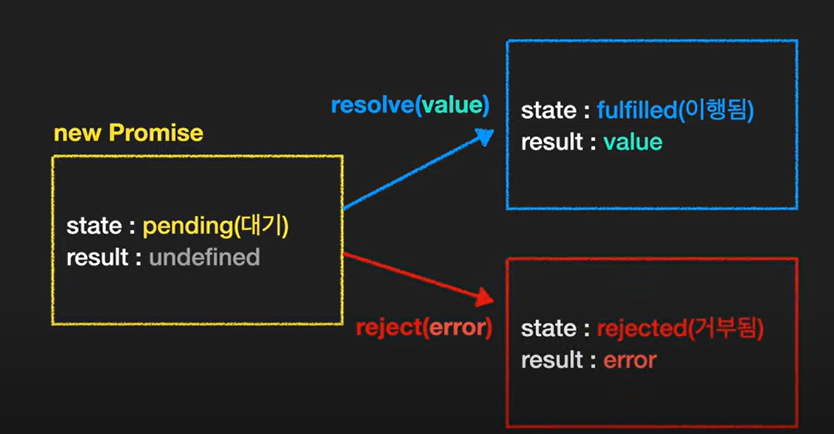 new Promise
state : pending(대기)
result : undefined
resolve(value)
state : fulfilled(이행됨)
result : value
reject(error)
state : rejected(거부됨)
result : error